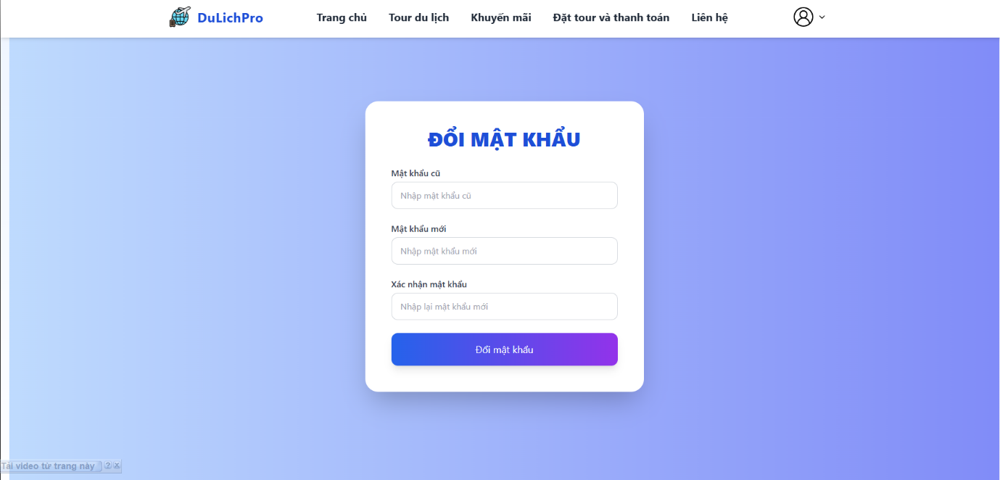 DuLichPro Trang chủ Tour du lịch Khuyến mãi Đặt tour và thanh toán Liên hệ
ĐỔI MẬT KHẨU
Mật khẩu cũ
Nhập mật khẩu cũ
Mật khẩu mới
Nhập mật khẩu mới
Xác nhận mật khẩu
Nhập lại mật khẩu mới
Đổi mật khẩu
Tải video từ trang này ? x